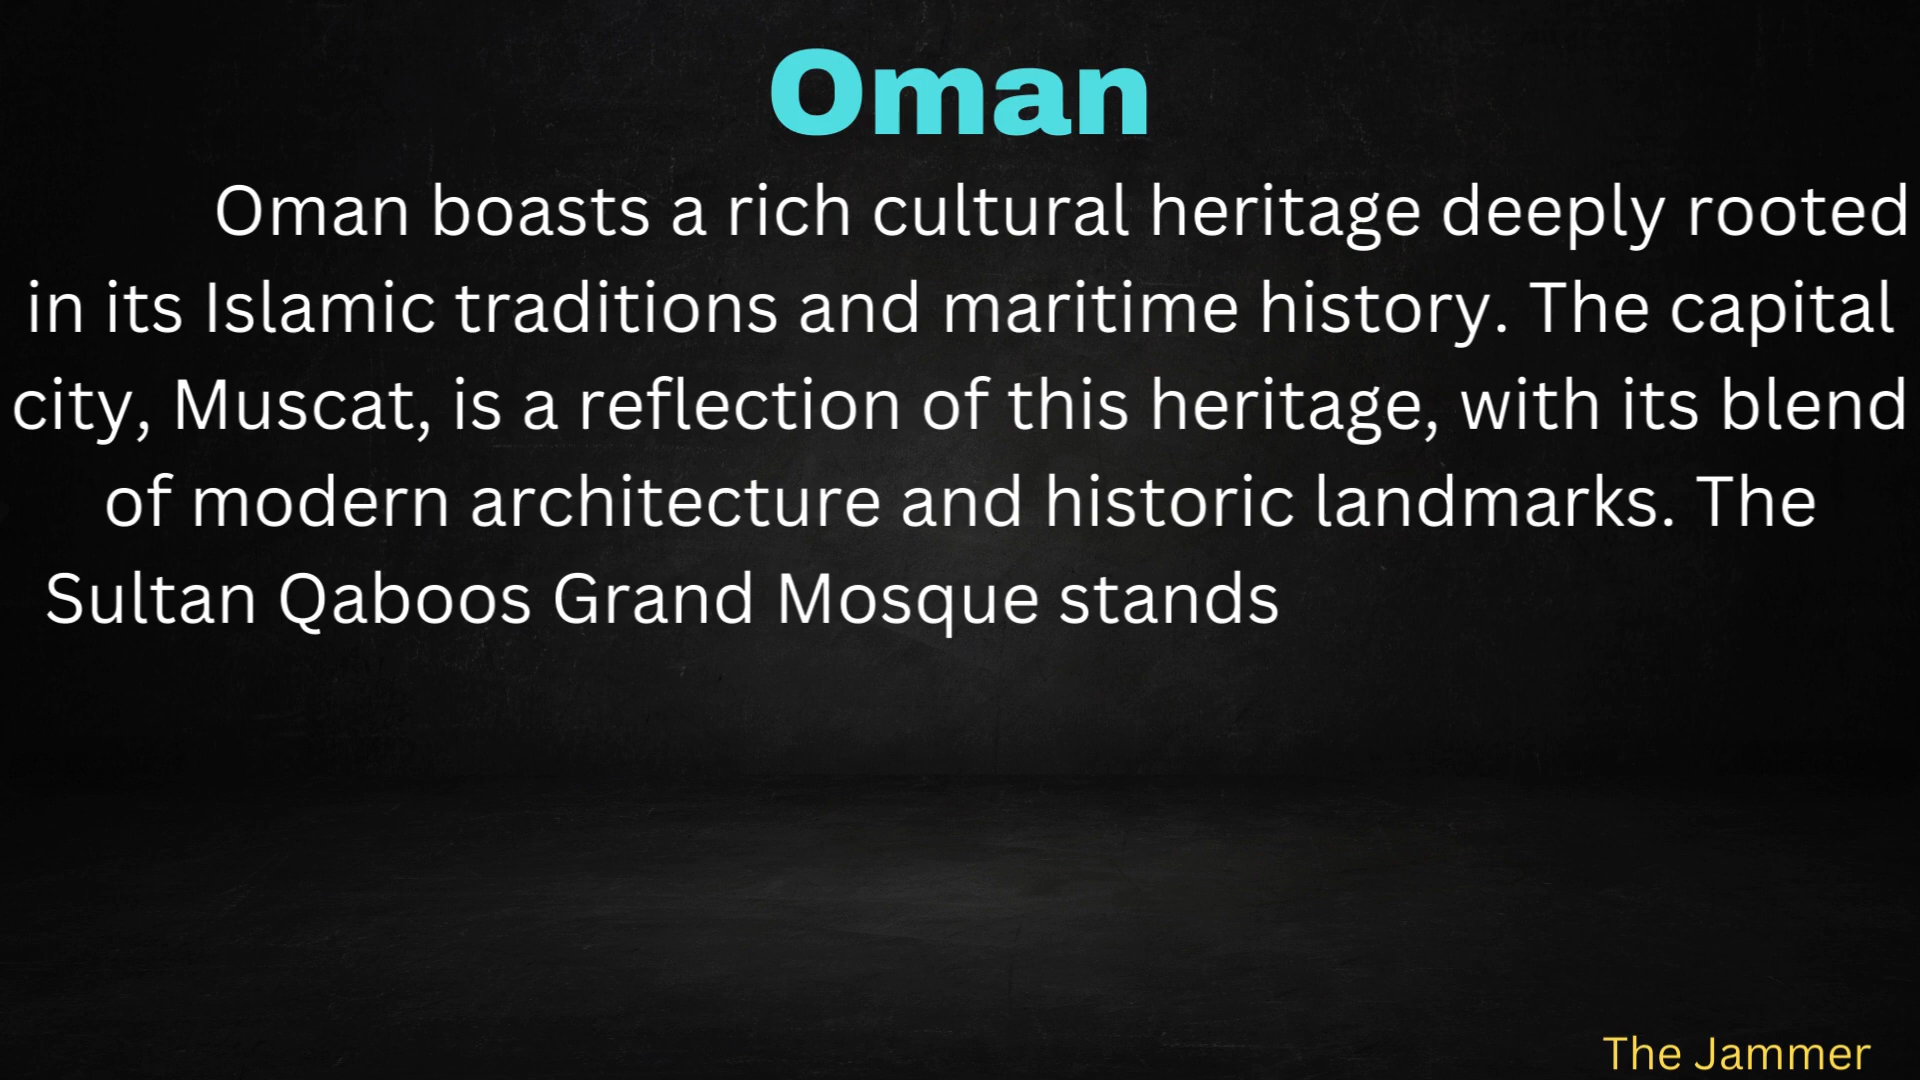 Oman
Oman boasts a rich cultural heritage deeply rooted
in its Islamic traditions and maritime history. The capital
city, Muscat, is a reflection of this heritage, with its blend
of modern architecture and historic landmarks. The
Sultan Qaboos Grand Mosque stands
The Jammer